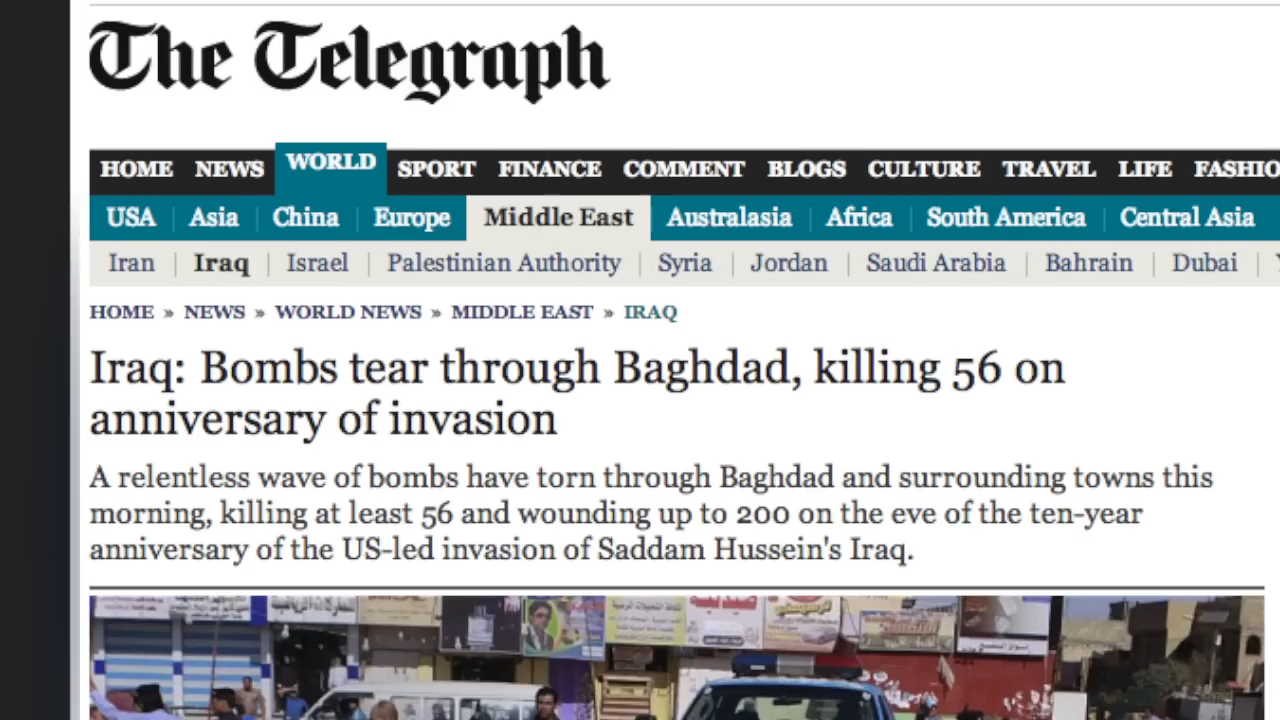 The Telegraph
HOME NEWS WORLD SPORT FINANCE COMMENT BLOGS CULTURE TRAVEL LIFE FASHIO
USA Asia China Europe Middle East Australasia Africa South America Central Asia
Iran Iraq Israel Palestinian Authority Syria Jordan Saudi Arabia Bahrain Dubai
HOME » NEWS » WORLD NEWS » MIDDLE EAST » IRAQ
Iraq: Bombs tear through Baghdad, killing 56 on
anniversary of invasion
A relentless wave of bombs have torn through Baghdad and surrounding towns this
morning, killing at least 56 and wounding up to 200 on the eve of the ten-year
anniversary of the US-led invasion of Saddam Hussein's Iraq.